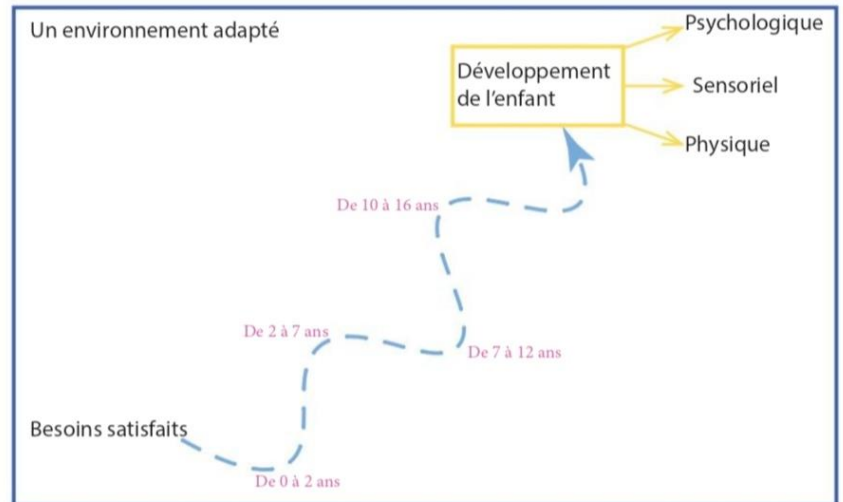 Un environnement adapté
Psychologique
Développement
de l'enfant
Sensoriel
Physique
De 10 à 16 ans
De 2 à 7 ans
De 7 à 12 ans
Besoins satisfaits
De 0 à 2 ans